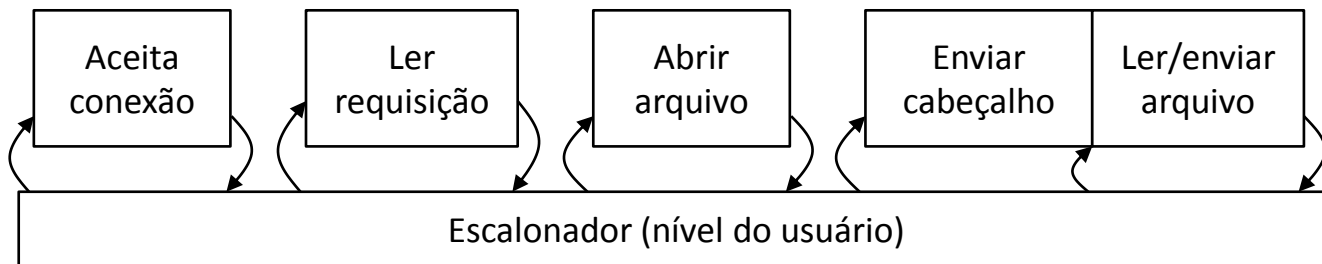 Aceita
conexão
Ler
requisição
Abrir
arquivo
Enviar
cabeçalho
Ler/enviar
arquivo
Escalonador (nível do usuário)